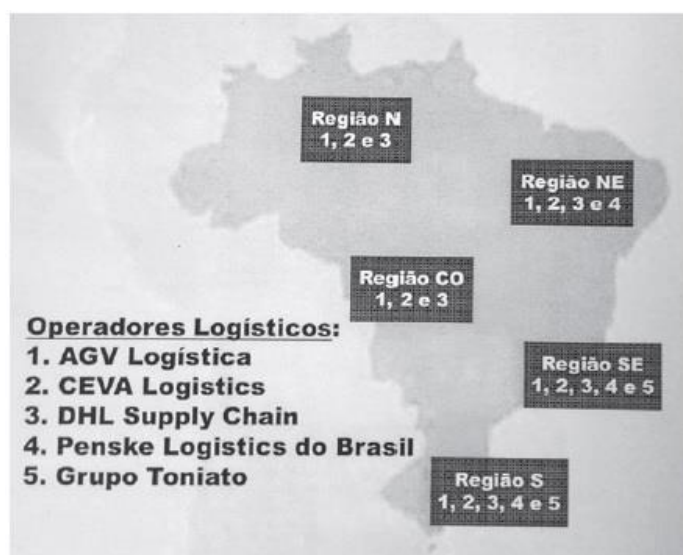 Região N
1, 2 e 3
Região NE
1, 2, 3 e 4
Região CO
1, 2 e 3
Operadores Logísticos:
1. AGV Logística
2. CEVA Logistics
3. DHL Supply Chain
4. Penske Logistics do Brasil
5. Grupo Toniato
Região SE
1, 2, 3, 4 e 5
Região S
1, 2, 3, 4 e 5